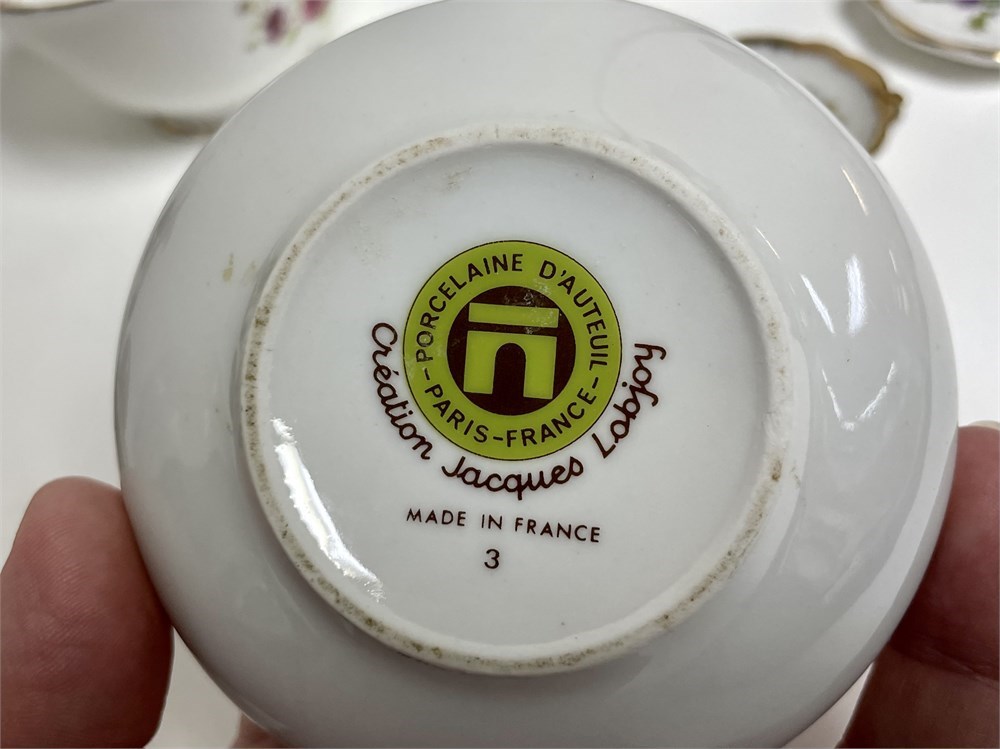 PORCELAINE D'AUTEUIL
-PARIS-FRANCE-
Création Jacques Lobjoy
MADE IN FRANCE
3